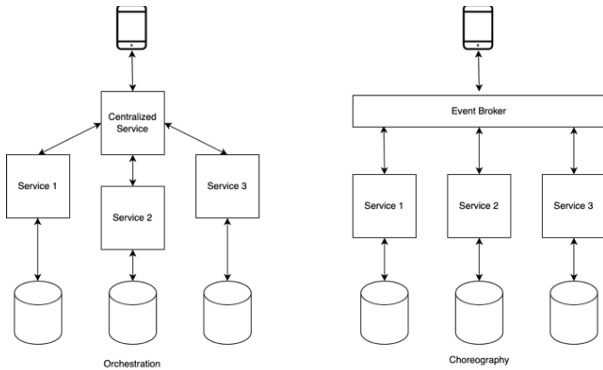 Centralized
Service
Service 1
Service 2
Service 3
Orchestration
Event Broker
Service 1
Service 2
Service 3
Choreography